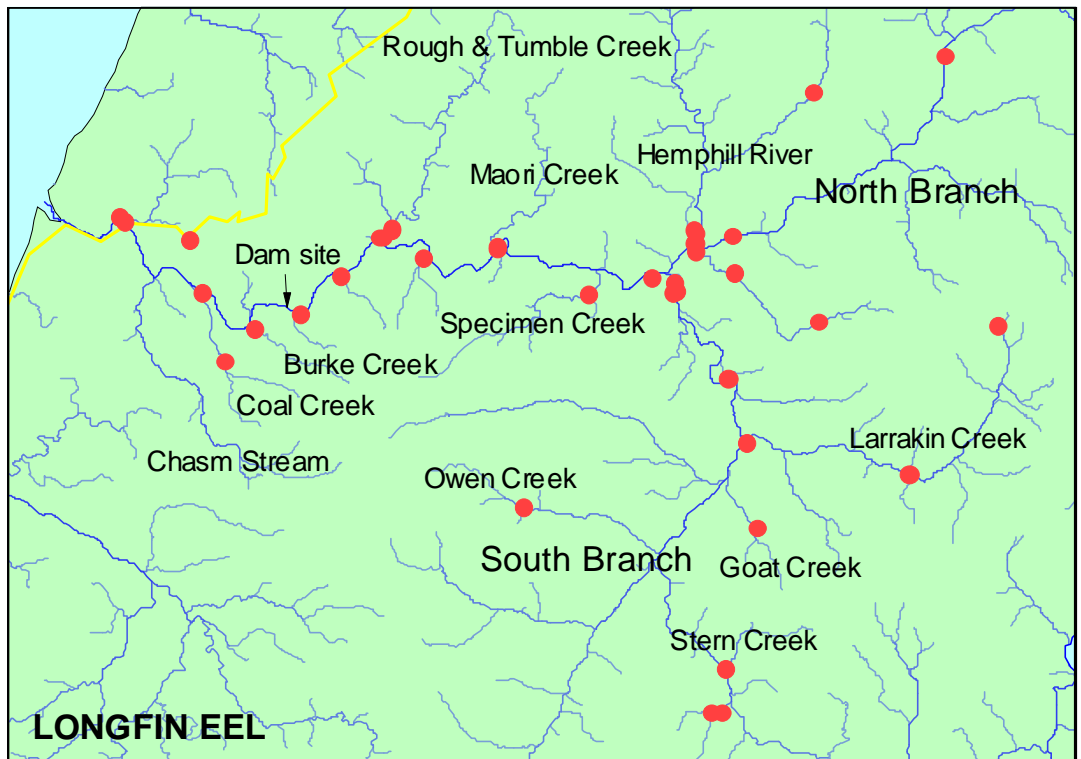 Rough & Tumble Creek
Hemphill River
Maori Creek
North Branch
Dam site
Specimen Creek
Burke Creek
Coal Creek
Larrakin Creek
Chasm Stream
Owen Creek
South Branch
Goat Creek
Stern Creek
LONGFIN EEL